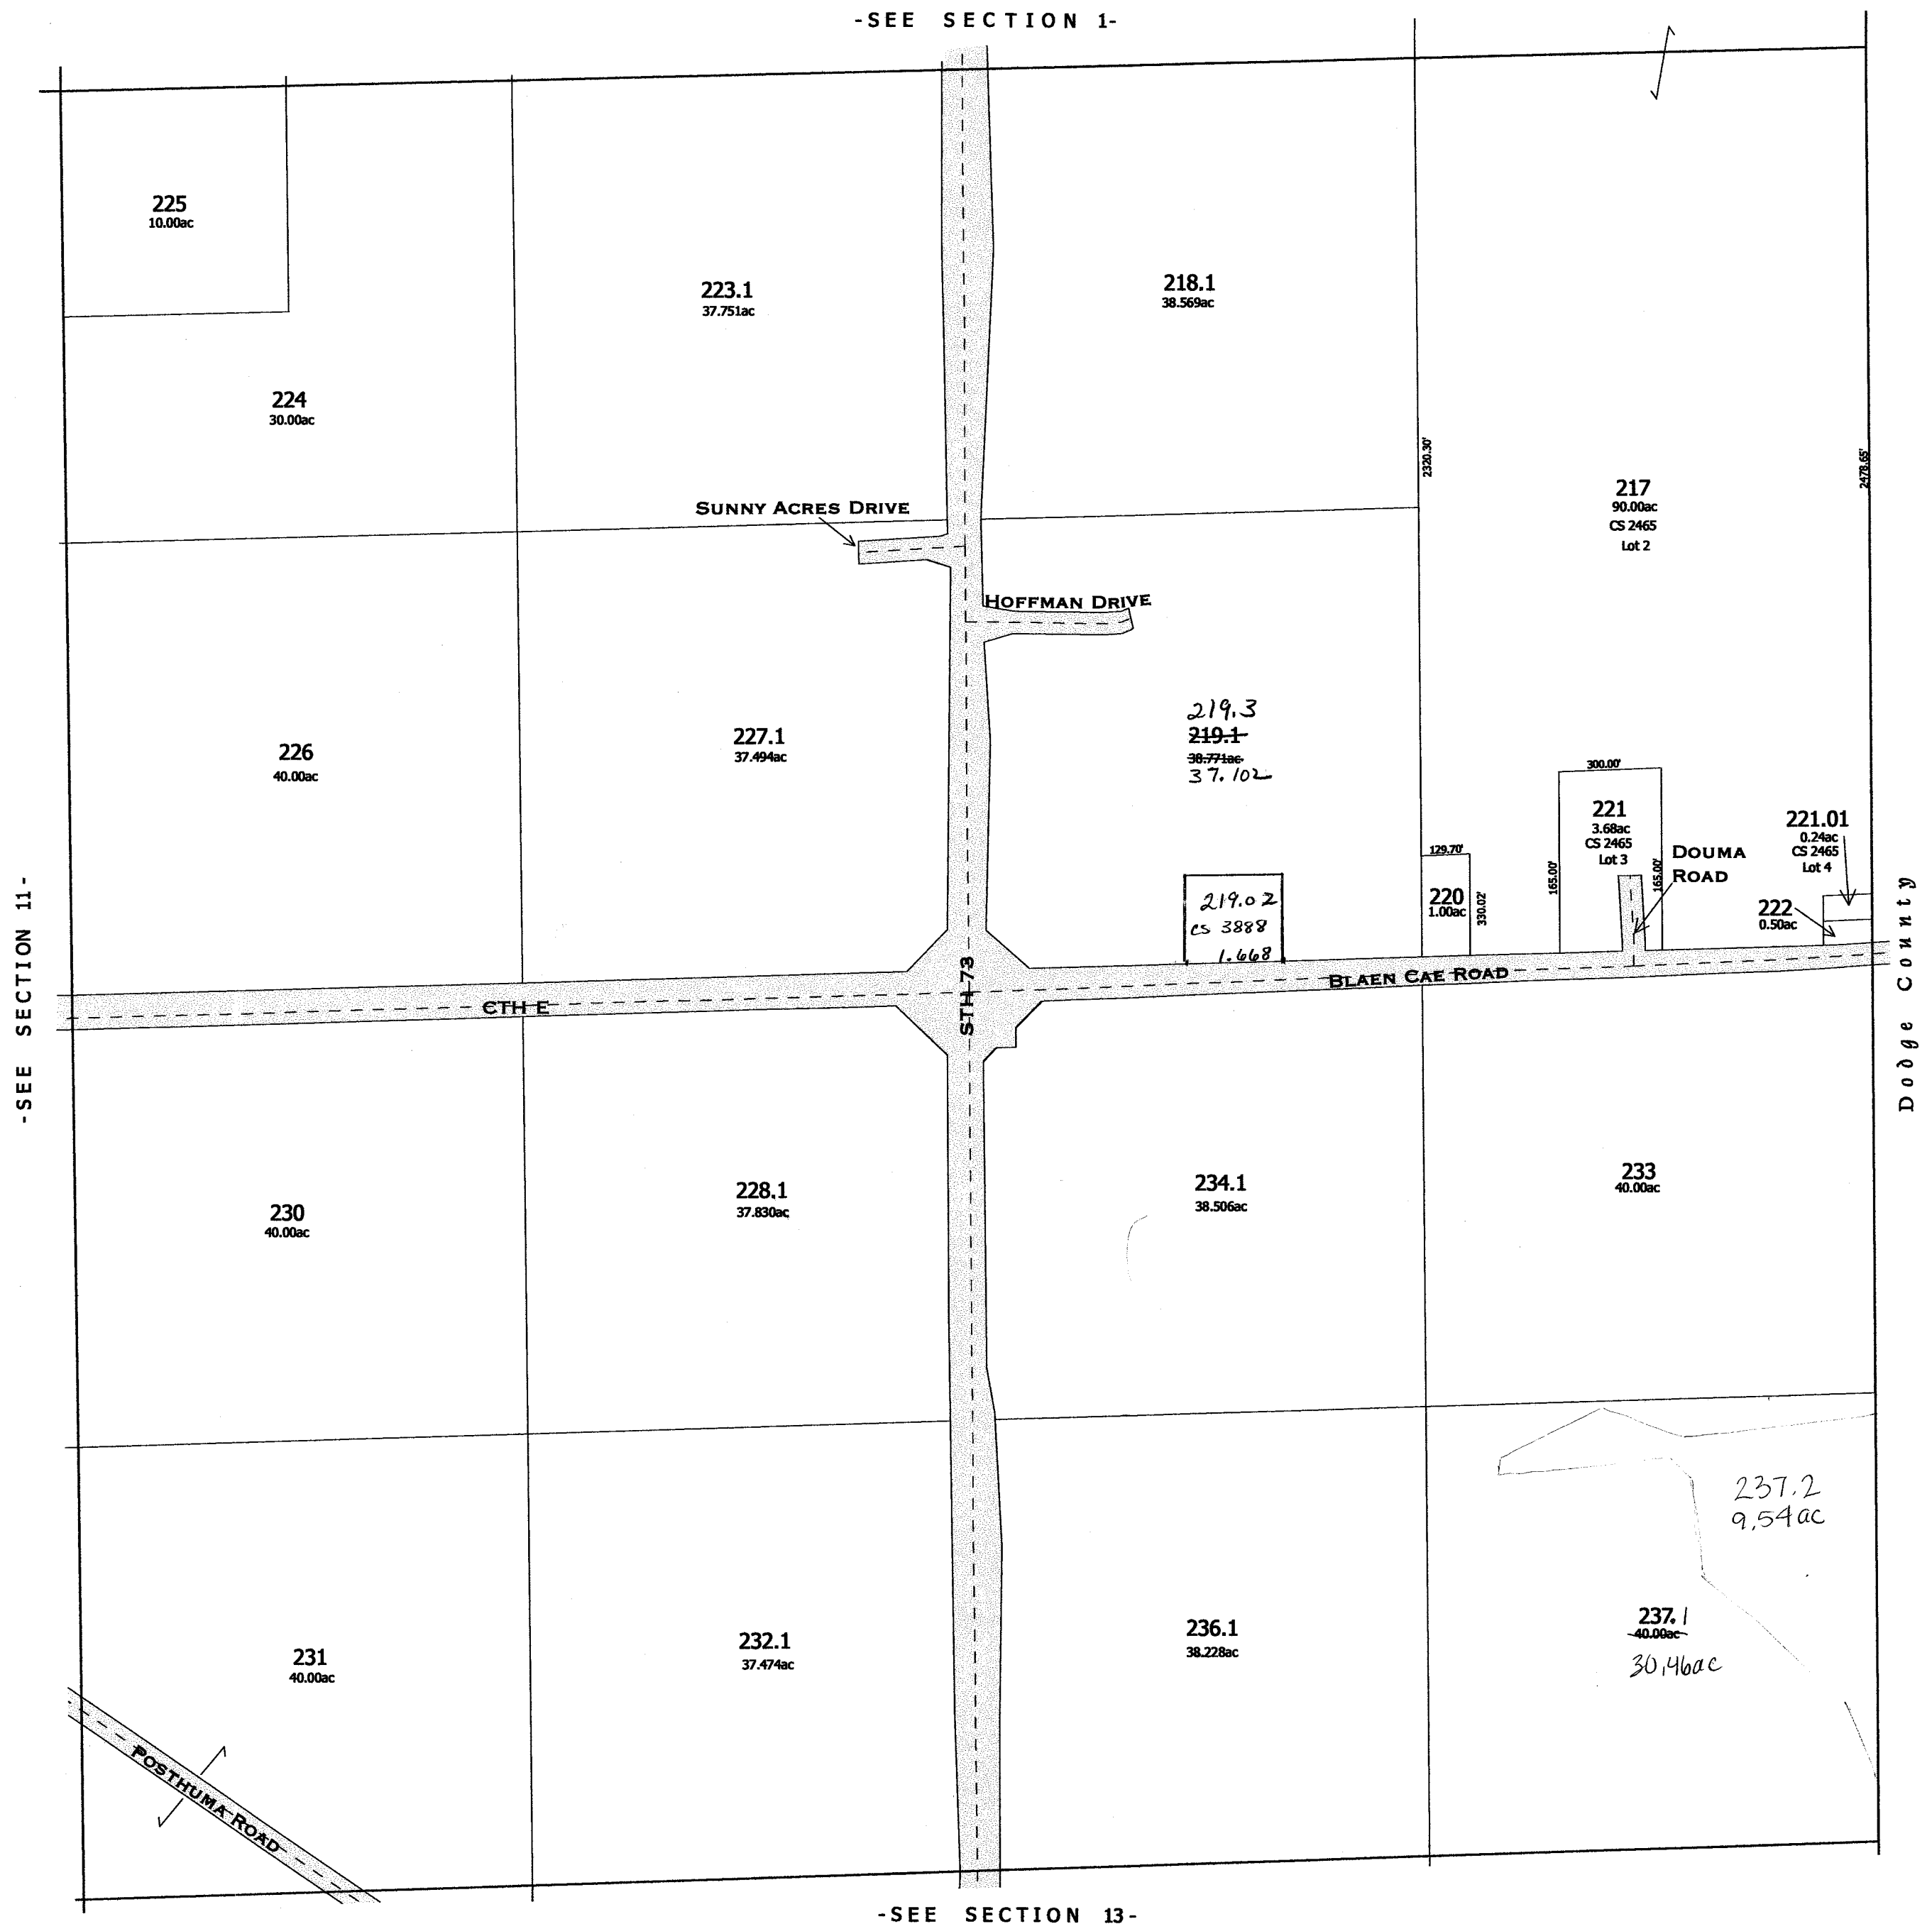 -SEE SECTION 1-
225
10.00ac
223.1
37.751ac
218.1
38.569ac
224
30.00ac
2320.30'
2478.65'
217
90.00ac
CS 2465
Lot 2
SUNNY ACRES DRIVE
HOFFMAN DRIVE
226
40.00ac
227.1
37.494ac
219.3
219.1
38.771ac
37.102
300.00'
221
3.68ac
CS 2465
Lot 3
165.00'
165.00'
DOUMA
ROAD
221.01
0.24ac
CS 2465
Lot 4
129.70'
220
1.00ac
330.02'
222
0.50ac
219.02
CS 3888
1.668
-SEE SECTION 11-
Dodge County
CTH E
STH 73
BLAEN CAE ROAD
230
40.00ac
228.1
37.830ac
234.1
38.506ac
233
40.00ac
237.2
9.54ac
231
40.00ac
232.1
37.474ac
236.1
38.228ac
237.1
40.00ac
30.46ac
POSTHUMA ROAD
-SEE SECTION 13-